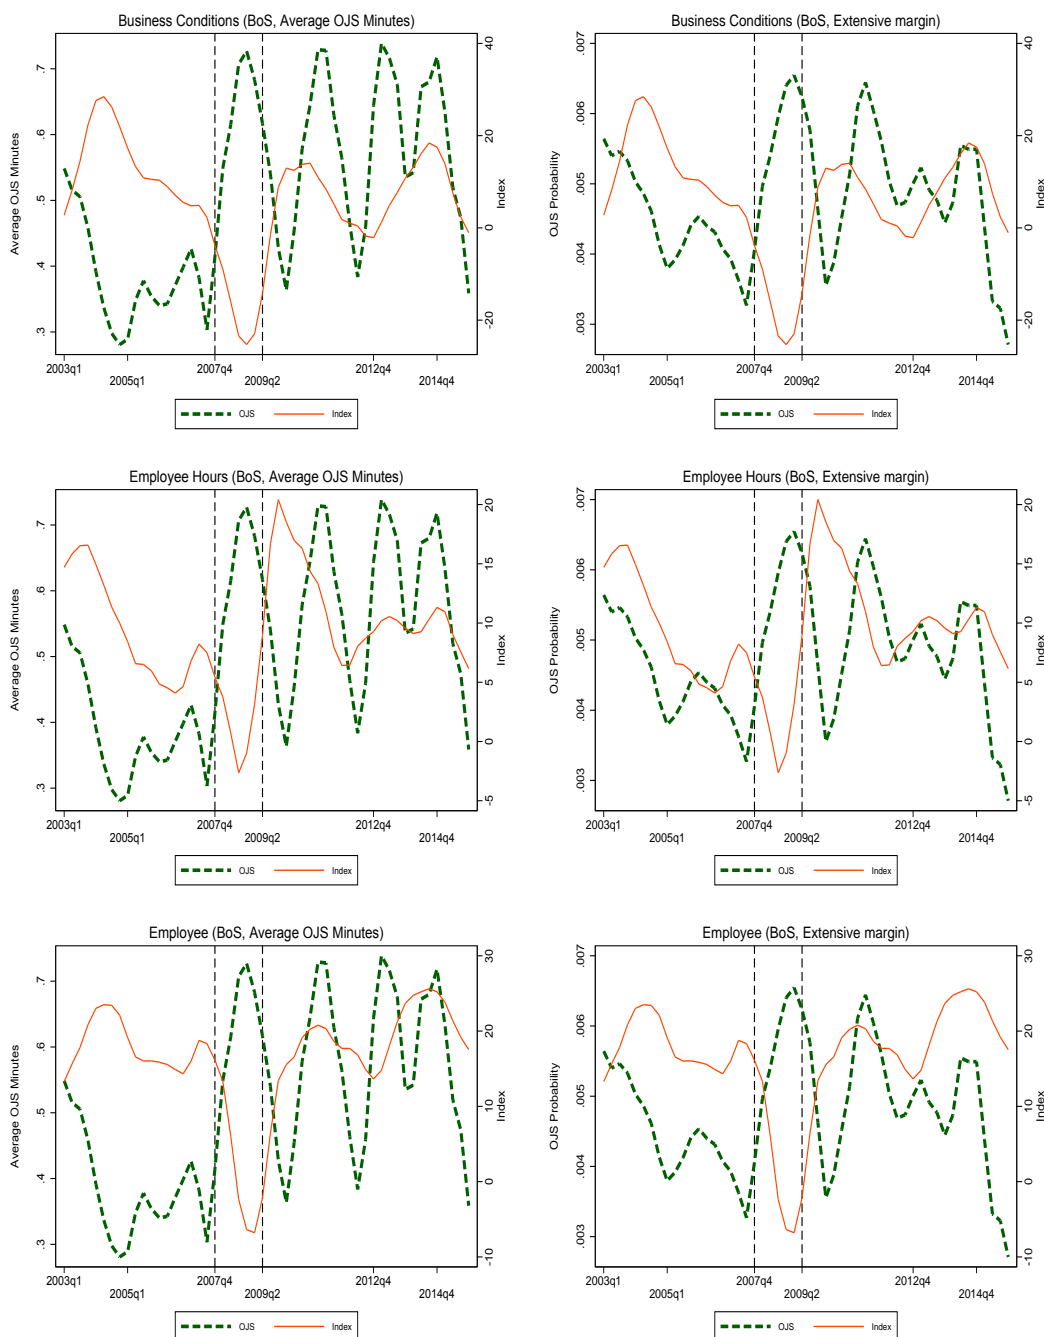 Business Conditions (BoS, Average OJS Minutes)
Average OJS Minutes
.3 .4 .5 .6 .7
-20 0 20 40
Index
2003q1 2007q4 2012q4
2005q1 2009q2 2014q4
OJS Index
Business Conditions (BoS, Extensive margin)
OJS Probability
.003 .004 .005 .006 .007
-20 0 20 40
Index
2003q1 2007q4 2012q4
2005q1 2009q2 2014q4
OJS Index
Employee Hours (BoS, Average OJS Minutes)
Average OJS Minutes
.3 .4 .5 .6 .7
-5 0 5 10 15 20
Index
2003q1 2007q4 2012q4
2005q1 2009q2 2014q4
OJS Index
Employee Hours (BoS, Extensive margin)
OJS Probability
.003 .004 .005 .006 .007
-5 0 5 10 15 20
Index
2003q1 2007q4 2012q4
2005q1 2009q2 2014q4
OJS Index
Employee (BoS, Average OJS Minutes)
Average OJS Minutes
.3 .4 .5 .6 .7
-10 0 10 20 30
Index
2003q1 2007q4 2012q4
2005q1 2009q2 2014q4
OJS Index
Employee (BoS, Extensive margin)
OJS Probability
.003 .004 .005 .006 .007
-10 0 10 20 30
Index
2003q1 2007q4 2012q4
2005q1 2009q2 2014q4
OJS Index